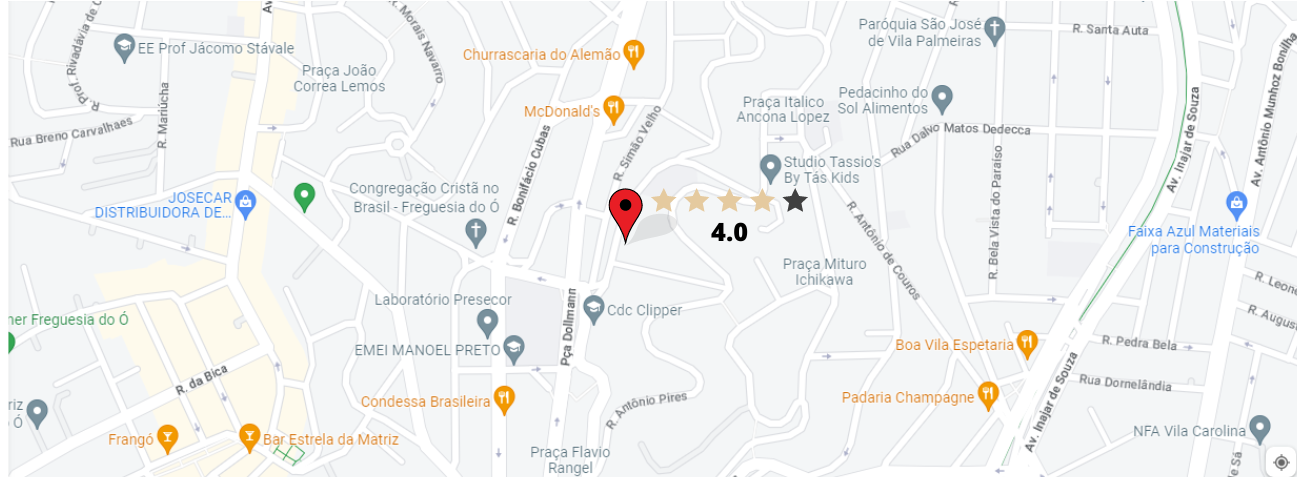 Av
R. Prof. Rivadávia de C
EE Prof Jácomo Stávale
R. Morais Navarro
Praça João
Correa Lemos
Churrascaria do Alemão
McDonald's
Paróquia São José
de Vila Palmeiras
R. Santa Auta
Pedacinho do
Sol Alimentos
Praça Italico
Ancona Lopez
Rua Dalvo Matos Dedecca
Av. Inajar de Souza
Av. Antônio Munhoz Bonilha
Rua Breno Carvalhaes
R. Mariúcha
R. Bonifácio Cubas
R. Simão Velho
Studio Tassio's
By Tás Kids
JOSECAR
DISTRIBUIDORA DE...
Congregação Cristã no
Brasil - Freguesia do Ó
4.0
R. Antônio de Couros
R. Bela Vista do Paraíso
Faixa Azul Materiais
para Construção
Praça Mituro
Ichikawa
R. Leone
R. August
Laboratório Presecor
Cdc Clipper
Pça Dollmann
ner Freguesia do Ó
EMEI MANOEL PRETO
Boa Vila Espetaria
R. Pedra Bela
R. da Bica
Condessa Brasileira
R. Antônio Pires
Padaria Champagne
Rua Dornelândia
Av. Inajar de Souza
riz
Ó
Frangó
Bar Estrela da Matriz
Praça Flavio
Rangel
NFA Vila Carolina
de Sá